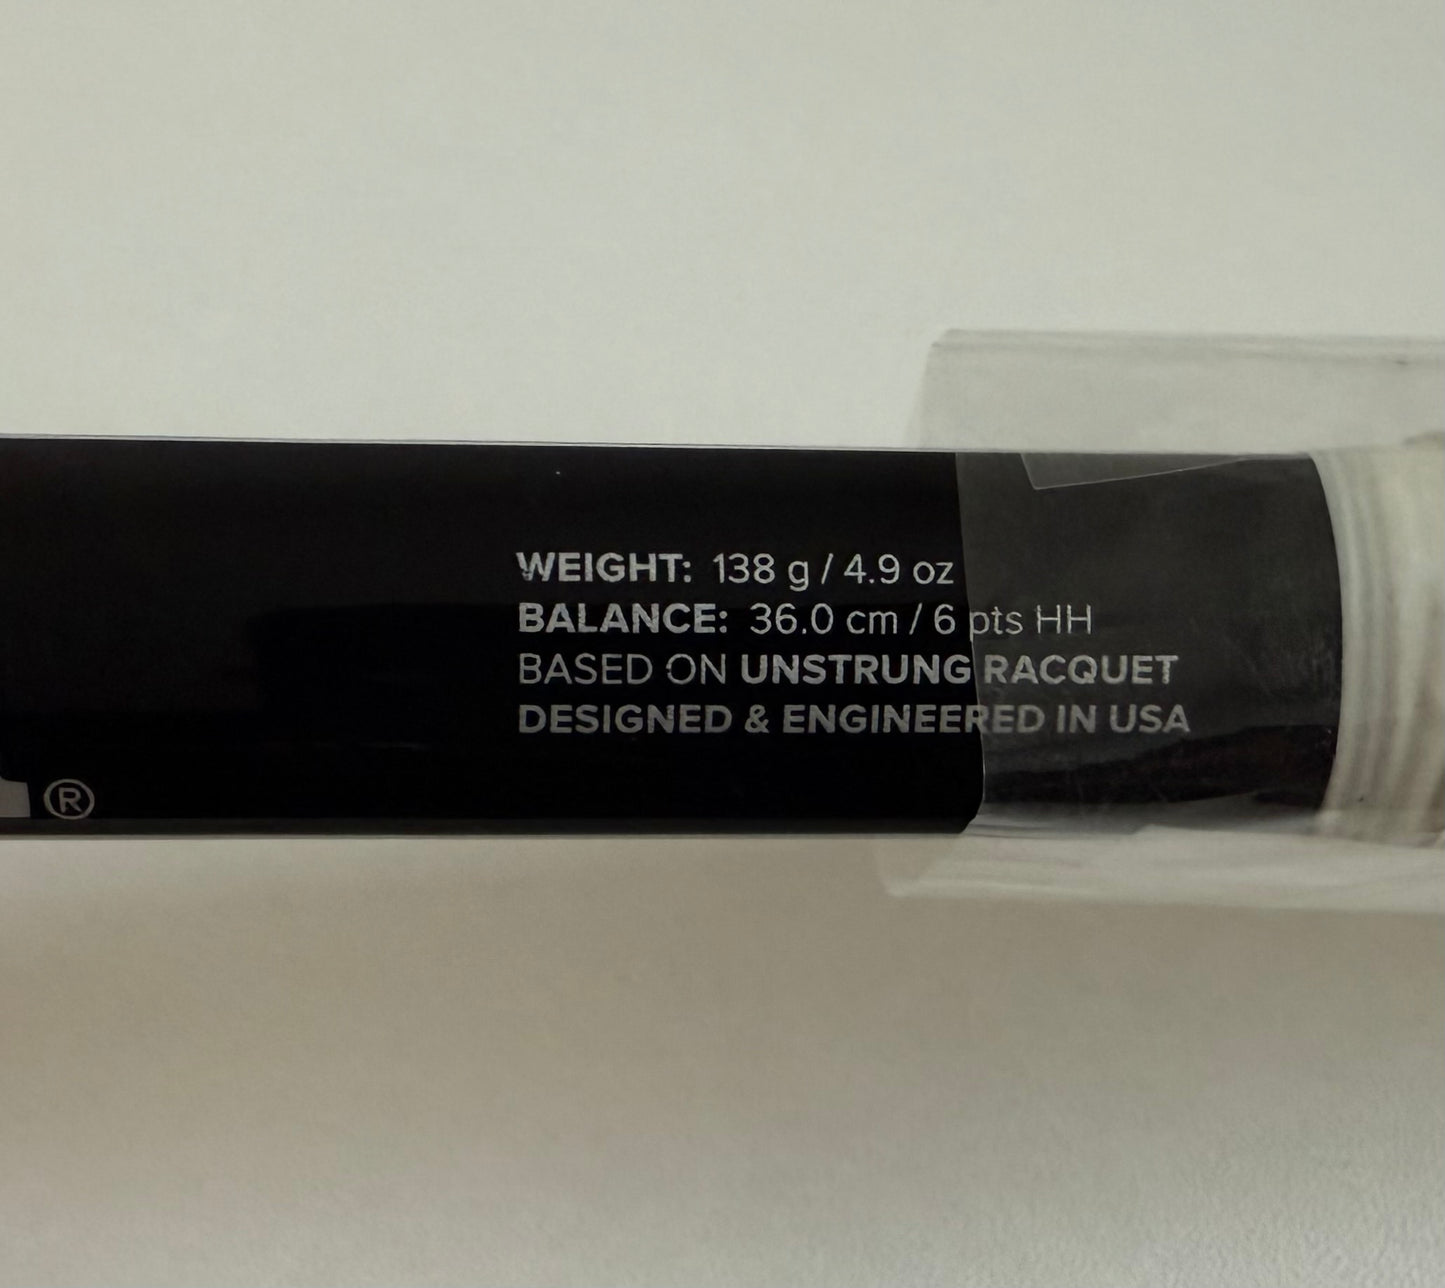 WEIGHT: 138 g / 4.9 oz
BALANCE: 36.0 cm / 6 pts HH
BASED ON UNSTRUNG RACQUET
DESIGNED & ENGINEERED IN USA
®